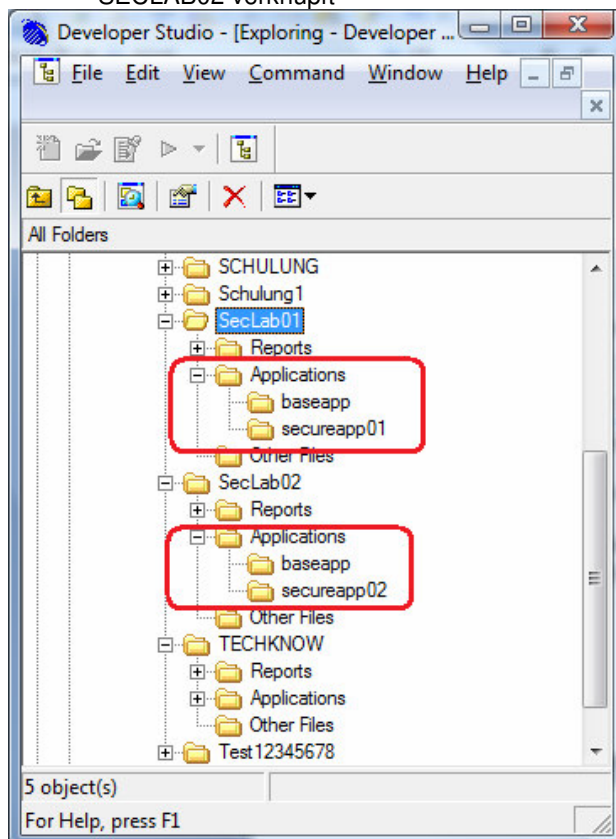 SECLAB02 verknüpft
Developer Studio - [Exploring - Developer ...
File Edit View Command Window Help
All Folders
SCHULUNG
Schulung1
SecLab01
Reports
Applications
baseapp
secureapp01
Other Files
SecLab02
Reports
Applications
baseapp
secureapp02
Other Files
TECHKNOW
Reports
Applications
Other Files
Test12345678
5 object(s)
For Help, press F1